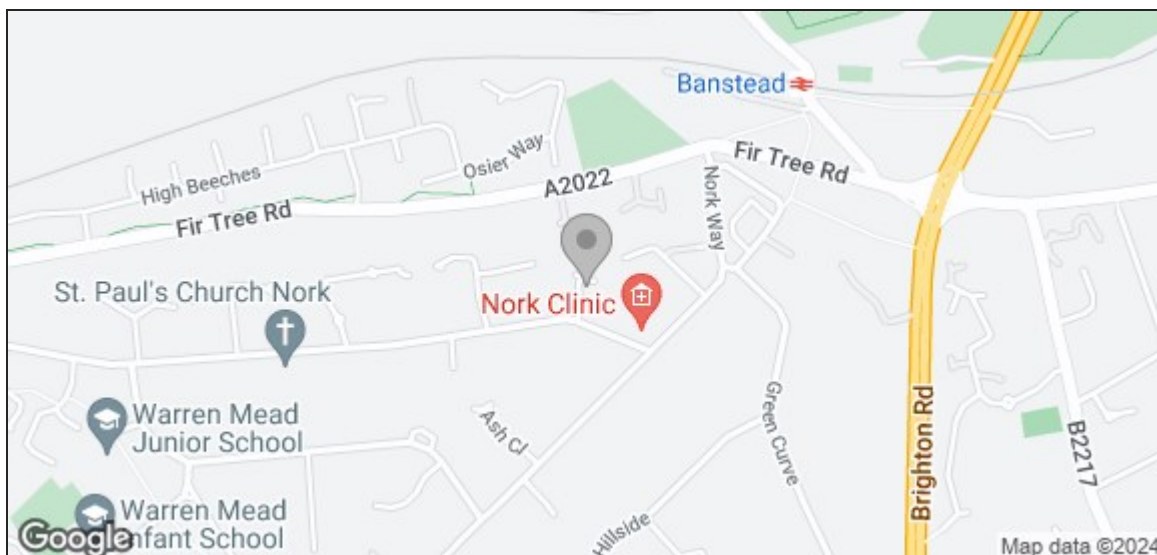 Banstead
Fir Tree Rd
Osier Way
High Beeches
A2022
Fir Tree Rd
Nork Way
St. Paul's Church Nork
Nork Clinic
Warren Mead
Junior School
Ash Cl
Green Curve
Brighton Rd
B2217
Warren Mead
Infant School
Hillside
Google
Map data ©2024